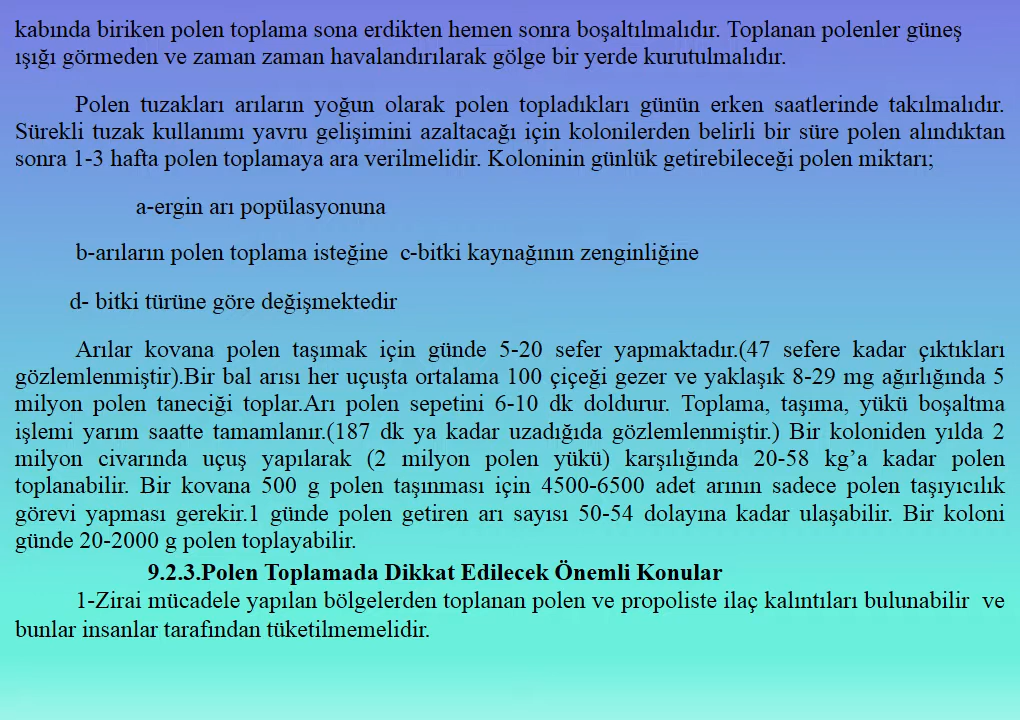 kabında biriken polen toplama sona erdikten hemen sonra boşaltılmalıdır. Toplanan polenler güneş
ışığı görmeden ve zaman zaman havalandırılarak gölge bir yerde kurutulmalıdır.
Polen tuzakları arıların yoğun olarak polen topladıkları günün erken saatlerinde takılmalıdır.
Sürekli tuzak kullanımı yavru gelişimini azaltacağı için kolonilerden belirli bir süre polen alındıktan
sonra 1-3 hafta polen toplamaya ara verilmelidir. Koloninin günlük getirebileceği polen miktarı;
a-ergin arı popülasyonuna
b-arıların polen toplama isteğine  c-bitki kaynağının zenginliğine
d- bitki türüne göre değişmektedir
Arılar kovana polen taşımak için günde 5-20 sefer yapmaktadır.(47 sefere kadar çıktıkları
gözlemlenmiştir).Bir bal arısı her uçuşta ortalama 100 çiçeği gezer ve yaklaşık 8-29 mg ağırlığında 5
milyon polen taneciği toplar.Arı polen sepetini 6-10 dk doldurur. Toplama, taşıma, yükü boşaltma
işlemi yarım saatte tamamlanır.(187 dk ya kadar uzadığıda gözlemlenmiştir.) Bir koloniden yılda 2
milyon civarında uçuş yapılarak (2 milyon polen yükü) karşılığında 20-58 kg’a kadar polen
toplanabilir. Bir kovana 500 g polen taşınması için 4500-6500 adet arının sadece polen taşıyıcılık
görevi yapması gerekir.1 günde polen getiren arı sayısı 50-54 dolayına kadar ulaşabilir. Bir koloni
günde 20-2000 g polen toplayabilir.
9.2.3.Polen Toplamada Dikkat Edilecek Önemli Konular
1-Zirai mücadele yapılan bölgelerden toplanan polen ve propoliste ilaç kalıntıları bulunabilir  ve
bunlar insanlar tarafından tüketilmemelidir.